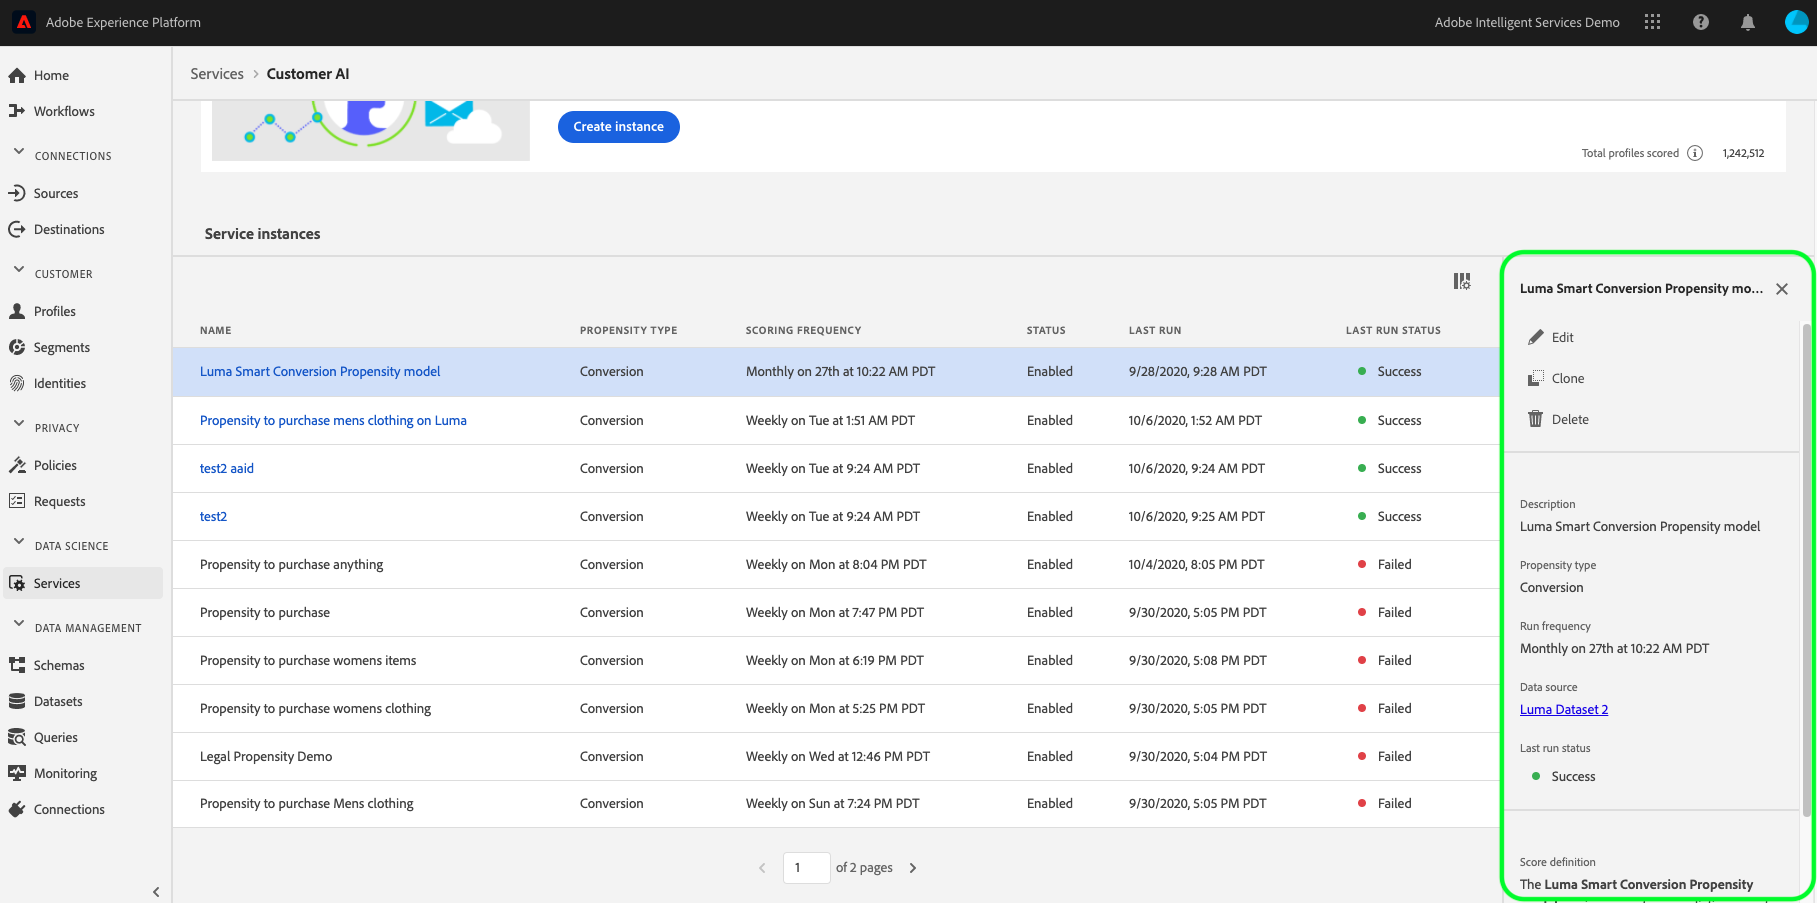 Adobe Experience Platform
Adobe Intelligent Services Demo
Home
Workflows
CONNECTIONS
Sources
Destinations
CUSTOMER
Profiles
Segments
Identities
PRIVACY
Policies
Requests
DATA SCIENCE
Services
DATA MANAGEMENT
Schemas
Datasets
Queries
Monitoring
Connections
Services > Customer AI
Create instance
Total profiles scored 1,242,512
Service instances
NAME PROPENSITY TYPE SCORING FREQUENCY STATUS LAST RUN LAST RUN STATUS
Luma Smart Conversion Propensity model Conversion Monthly on 27th at 10:22 AM PDT Enabled 9/28/2020, 9:28 AM PDT Success
Propensity to purchase mens clothing on Luma Conversion Weekly on Tue at 1:51 AM PDT Enabled 10/6/2020, 1:52 AM PDT Success
test2 aaid Conversion Weekly on Tue at 9:24 AM PDT Enabled 10/6/2020, 9:24 AM PDT Success
test2 Conversion Weekly on Tue at 9:24 AM PDT Enabled 10/6/2020, 9:25 AM PDT Success
Propensity to purchase anything Conversion Weekly on Mon at 8:04 PM PDT Enabled 10/4/2020, 8:05 PM PDT Failed
Propensity to purchase Conversion Weekly on Mon at 7:47 PM PDT Enabled 9/30/2020, 5:05 PM PDT Failed
Propensity to purchase womens items Conversion Weekly on Mon at 6:19 PM PDT Enabled 9/30/2020, 5:08 PM PDT Failed
Propensity to purchase womens clothing Conversion Weekly on Mon at 5:25 PM PDT Enabled 9/30/2020, 5:05 PM PDT Failed
Legal Propensity Demo Conversion Weekly on Wed at 12:46 PM PDT Enabled 9/30/2020, 5:04 PM PDT Failed
Propensity to purchase Mens clothing Conversion Weekly on Sun at 7:24 PM PDT Enabled 9/30/2020, 5:05 PM PDT Failed
1 of 2 pages
Luma Smart Conversion Propensity mo...
Edit
Clone
Delete
Description
Luma Smart Conversion Propensity model
Propensity type
Conversion
Run frequency
Monthly on 27th at 10:22 AM PDT
Data source
Luma Dataset 2
Last run status
Success
Score definition
The Luma Smart Conversion Propensity